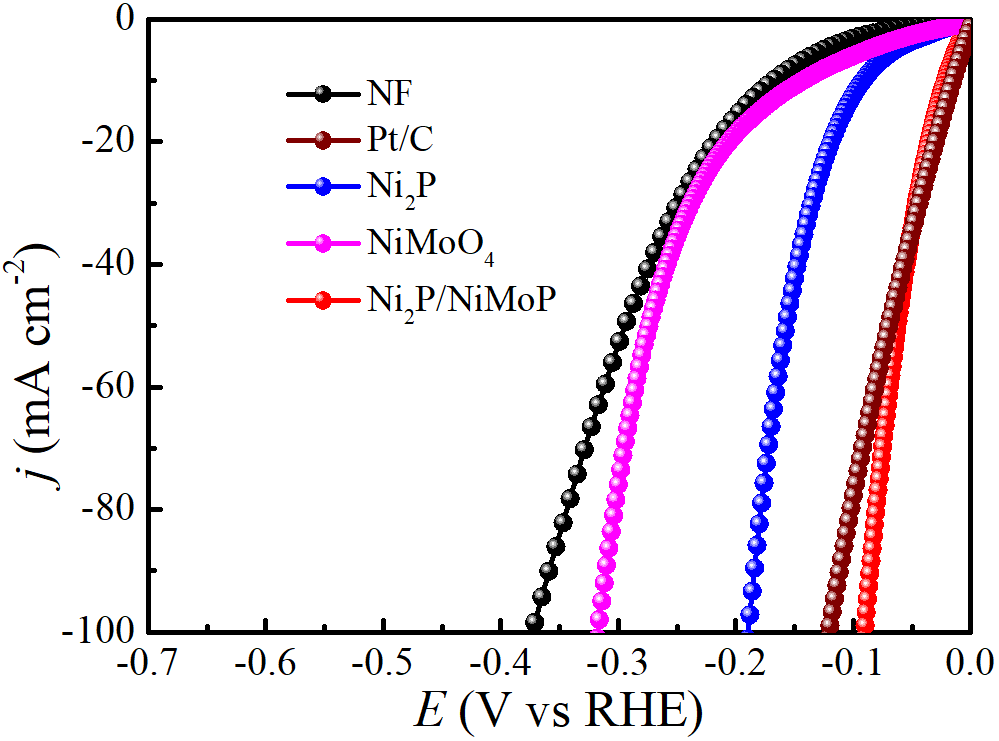 0
-20
-40
-60
-80
-100
j (mA cm-2)
NF
Pt/C
Ni2P
NiMoO4
Ni2P/NiMoP
-0.7 -0.6 -0.5 -0.4 -0.3 -0.2 -0.1 0.0
E (V vs RHE)